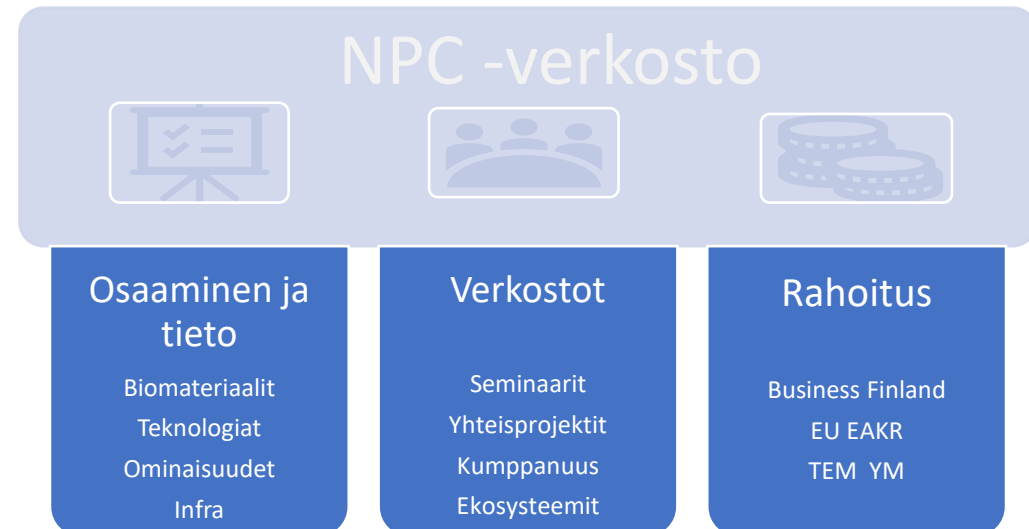 NPC -verkosto
Osaaminen ja
tieto
Biomateriaalit
Teknologiat
Ominaisuudet
Infra
Verkostot
Seminaarit
Yhteisprojektit
Kumppanuus
Ekosysteemit
Rahoitus
Business Finland
EU EAKR
TEM  YM